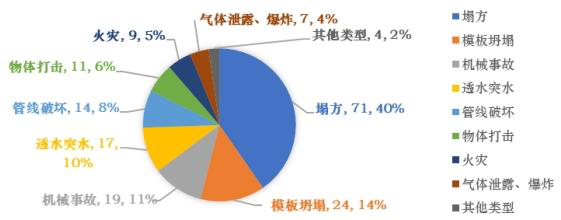 气体泄露、爆炸, 7, 4%
火灾, 9, 5%
其他类型, 4, 2%
物体打击, 11, 6%
管线破坏, 14, 8%
塌方, 71, 40%
透水突水, 17,
10%
机械事故, 19, 11%
模板坍塌, 24, 14%
塌方
模板坍塌
机械事故
透水突水
管线破坏
物体打击
火灾
气体泄露、爆炸
其他类型